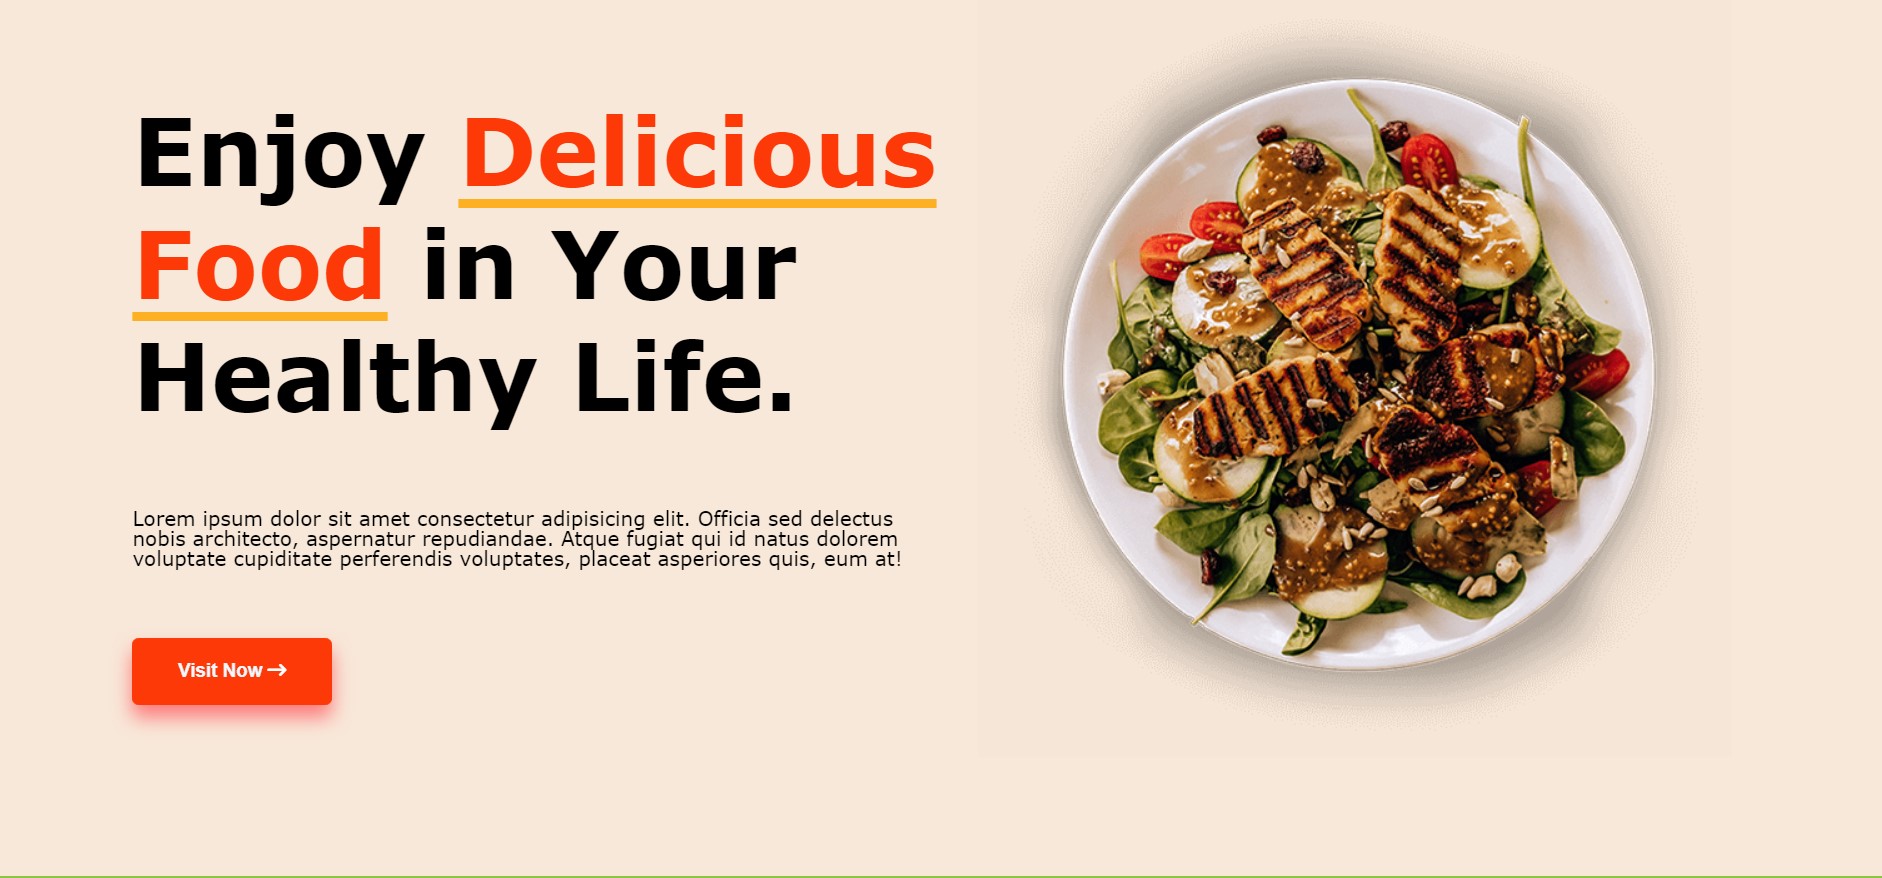 Enjoy Delicious
Food in Your
Healthy Life.
Lorem ipsum dolor sit amet consectetur adipisicing elit. Officia sed delectus
nobis architecto, aspernatur repudiandae. Atque fugiat qui id natus dolorem
voluptate cupiditate perferendis voluptates, placeat asperiores quis, eum at!
Visit Now →